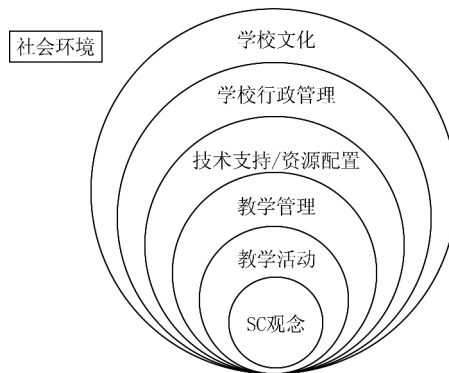 社会环境
学校文化
学校行政管理
技术支持/资源配置
教学管理
教学活动
SC观念